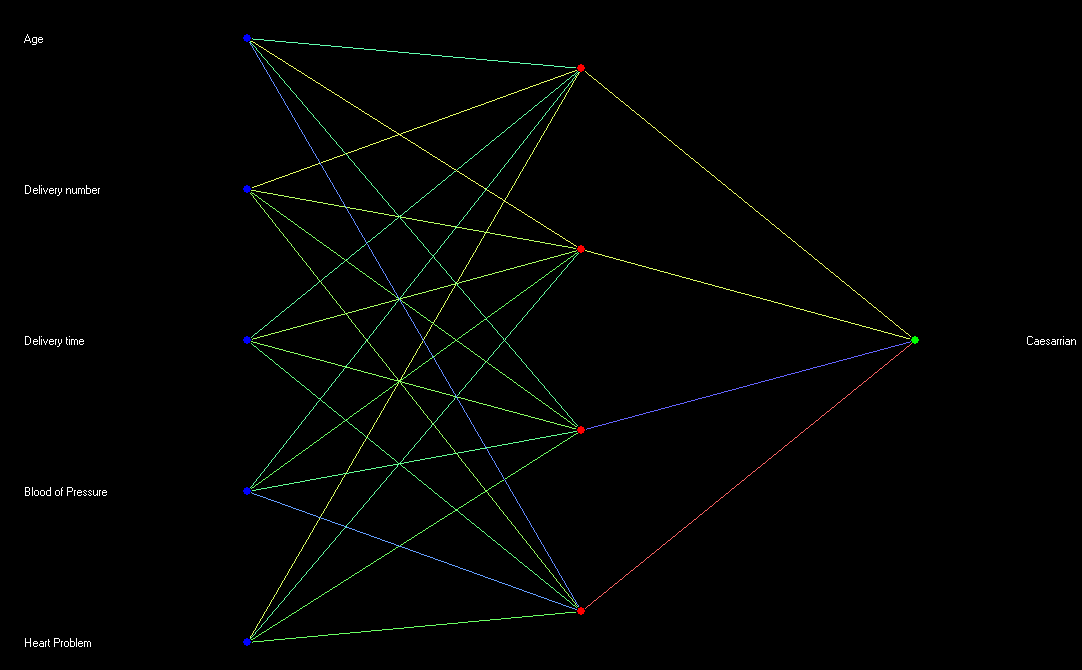 Age
Delivery number
Delivery time
Blood of Pressure
Heart Problem
Caesarrian